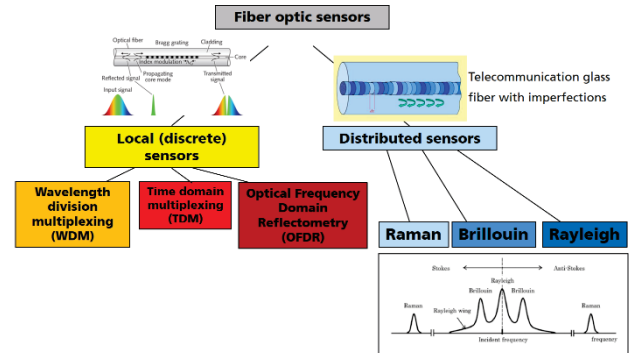 Fiber optic sensors
Optical fiber
Bragg grating
Cladding
Core
Index modulation
Reflected signal
Propagating
core mode
Transmitted
signal
Input signal
Telecommunication glass
fiber with imperfections
Local (discrete)
sensors
Distributed sensors
Wavelength
division
multiplexing
(WDM)
Time domain
multiplexing
(TDM)
Optical Frequency
Domain
Reflectometry
(OFDR)
Raman
Brillouin
Rayleigh
Stokes
Anti-Stokes
Rayleigh
Brillouin
Brillouin
Raman
Raman
Rayleigh wing
Incident frequency
frequency